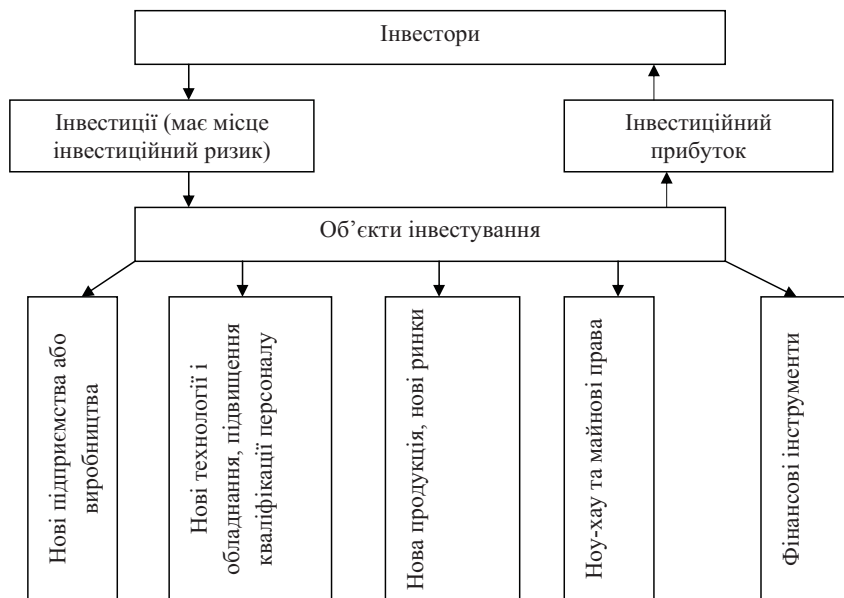 Інвестори
Інвестиції (має місце
інвестиційний ризик)
Інвестиційний
прибуток
Об’єкти інвестування
Нові підприємства або
виробництва
Нові технології і
обладнання, підвищення
кваліфікації персоналу
Нова продукція, нові ринки
Ноу-хау та майнові права
Фінансові інструменти